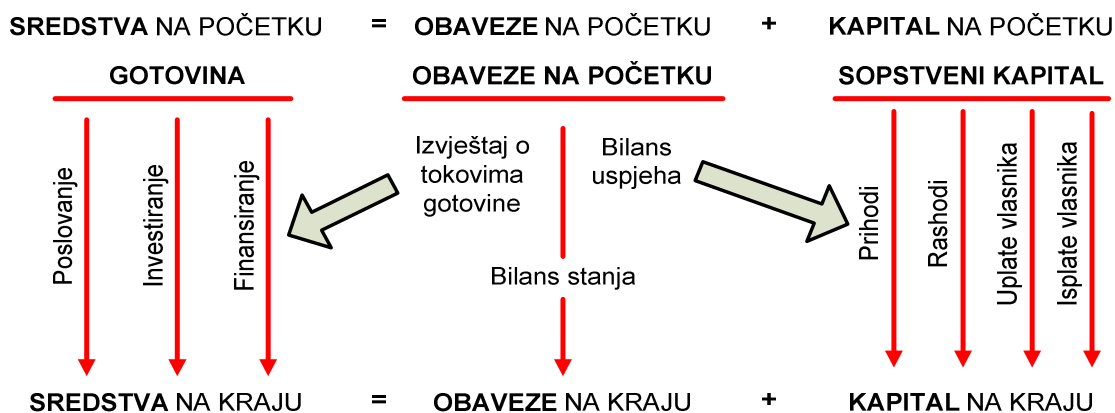 SREDSTVA NA POČETKU = OBAVEZE NA POČETKU + KAPITAL NA POČETKU
GOTOVINA OBAVEZE NA POČETKU SOPSTVENI KAPITAL
Poslovanje
Investiranje
Finansiranje
Izvještaj o
tokovima
gotovine
Bilans
uspjeha
Bilans stanja
Prihodi
Rashodi
Uplate vlasnika
Isplate vlasnika
SREDSTVA NA KRAJU = OBAVEZE NA KRAJU + KAPITAL NA KRAJU